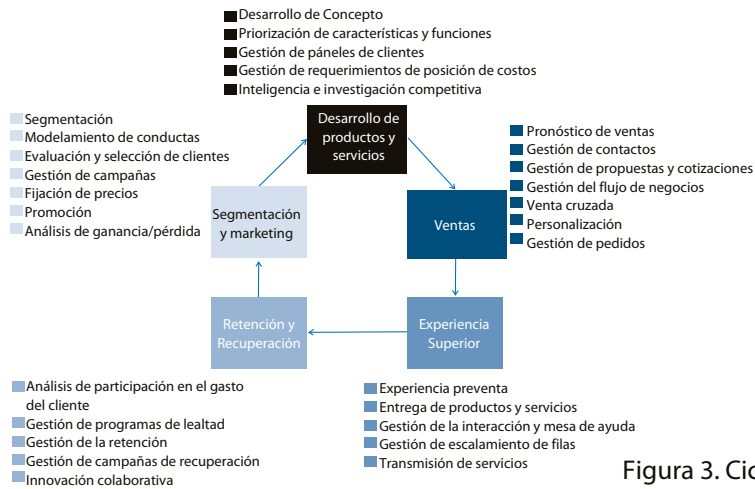 Desarrollo de Concepto
Priorización de características y funciones
Gestión de páneles de clientes
Gestión de requerimientos de posición de costos
Inteligencia e investigación competitiva
Desarrollo de
productos y
servicios
Segmentación
Modelamiento de conductas
Evaluación y selección de clientes
Gestión de campañas
Fijación de precios
Promoción
Análisis de ganancia/pérdida
Segmentación
y marketing
Ventas
Pronóstico de ventas
Gestión de contactos
Gestión de propuestas y cotizaciones
Gestión del flujo de negocios
Venta cruzada
Personalización
Gestión de pedidos
Retención y
Recuperación
Experiencia
Superior
Análisis de participación en el gasto
del cliente
Gestión de programas de lealtad
Gestión de la retención
Gestión de campañas de recuperación
Innovación colaborativa
Experiencia preventa
Entrega de productos y servicios
Gestión de la interacción y mesa de ayuda
Gestión de escalamiento de filas
Transmisión de servicios
Figura 3.